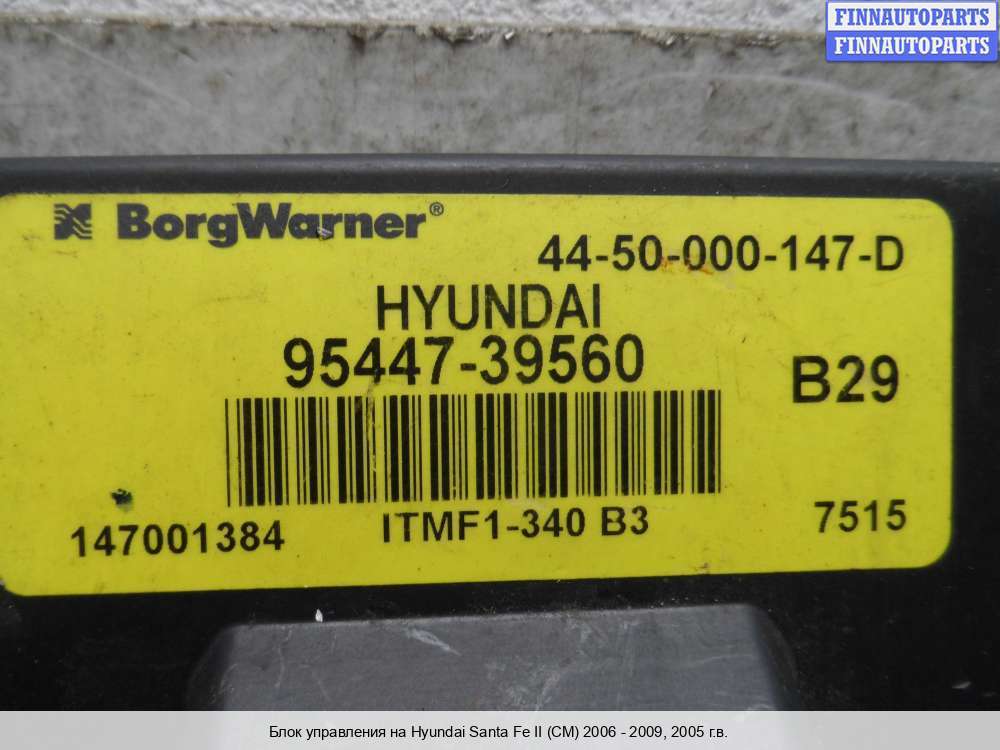 FINNAUTOPARTS
FINNAUTOPARTS
BorgWarner®
44-50-000-147-D
HYUNDAI
95447-39560
B29
147001384
ITMF1-340 B3
7515
Блок управления на Hyundai Santa Fe II (CM) 2006 - 2009, 2005 г.в.